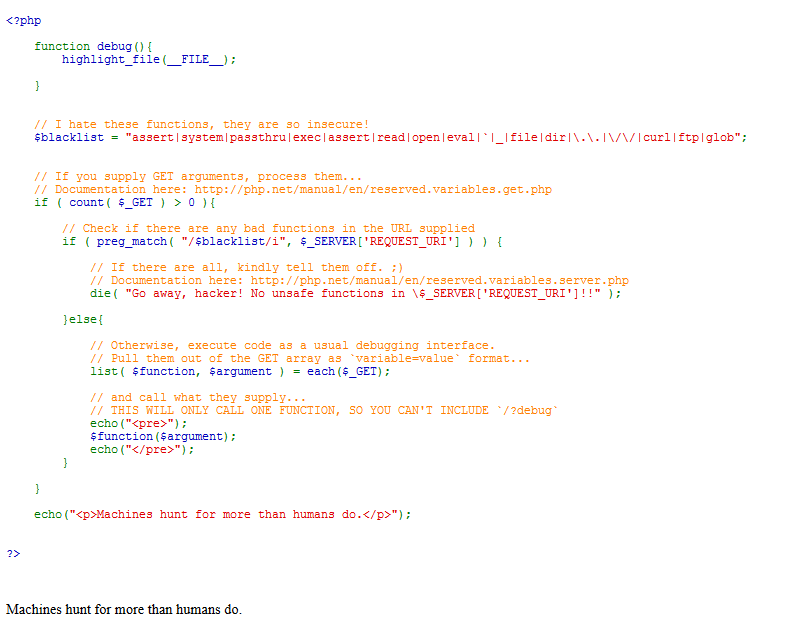 <?php
function debug(){
highlight_file(__FILE__);
}
// I hate these functions, they are so insecure!
$blacklist = "assert|system|passthru|exec|assert|read|open|eval|`|_|file|dir|\.\.|\/\/|curl|ftp|glob";
// If you supply GET arguments, process them...
// Documentation here: http://php.net/manual/en/reserved.variables.get.php
if ( count( $_GET ) > 0 ){
// Check if there are any bad functions in the URL supplied
if ( preg_match( "/$blacklist/i", $_SERVER['REQUEST_URI'] ) ) {
// If there are all, kindly tell them off. ;)
// Documentation here: http://php.net/manual/en/reserved.variables.server.php
die( "Go away, hacker! No unsafe functions in \$_SERVER['REQUEST_URI']!!" );
}else{
// Otherwise, execute code as a usual debugging interface.
// Pull them out of the GET array as `variable=value` format...
list( $function, $argument ) = each($_GET);
// and call what they supply...
// THIS WILL ONLY CALL ONE FUNCTION, SO YOU CAN'T INCLUDE `/?debug`
echo("<pre>");
$function($argument);
echo("</pre>");
}
}
echo("<p>Machines hunt for more than humans do.</p>");
?>
Machines hunt for more than humans do.